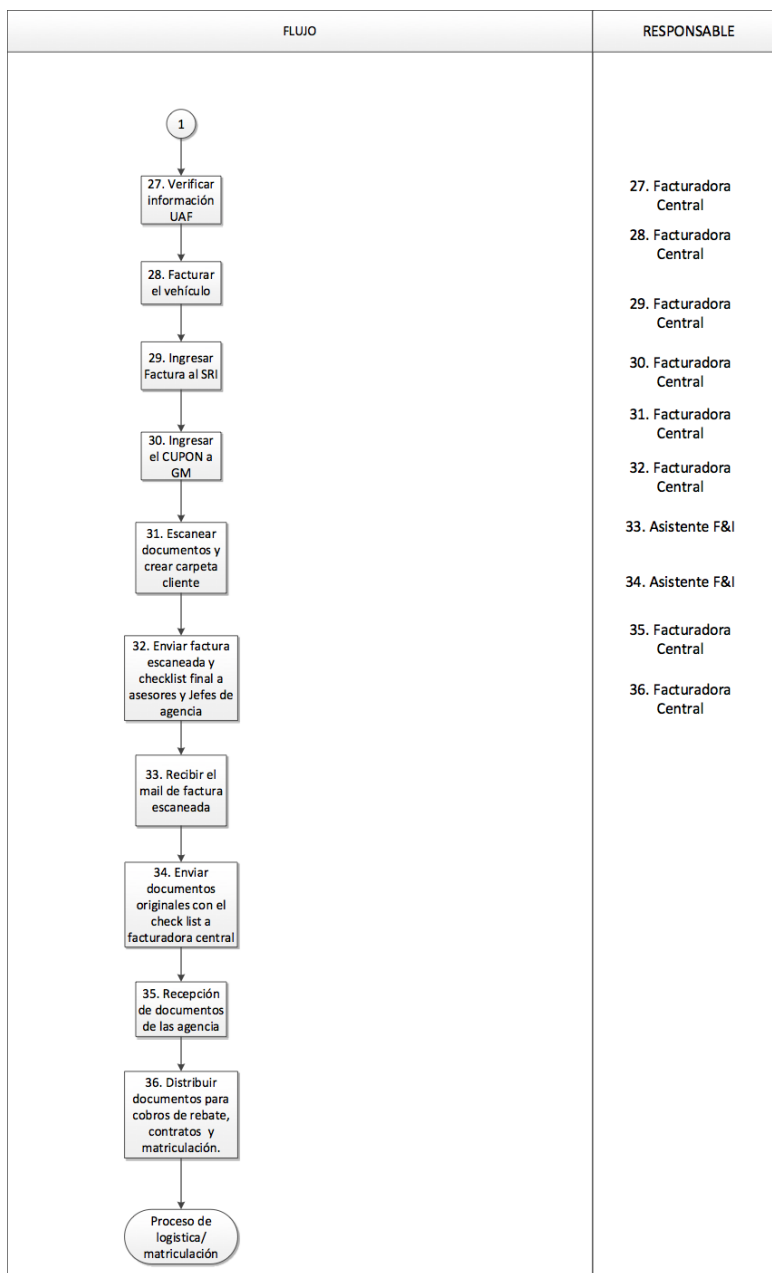 FLUJO
RESPONSABLE
1
27. Verificar
información
UAF
28. Facturar
el vehículo
29. Ingresar
Factura al SRI
30. Ingresar
el CUPON a
GM
31. Escanear
documentos y
crear carpeta
cliente
32. Enviar factura
escaneada y
checklist final a
asesores y Jefes de
agencia
33. Recibir el
mail de factura
escaneada
34. Enviar
documentos
originales con el
check list a
facturadora central
35. Recepción
de documentos
de las agencia
36. Distribuir
documentos para
cobros de rebate,
contratos y
matriculación.
Proceso de
logistica/
matriculación
27. Facturadora
Central
28. Facturadora
Central
29. Facturadora
Central
30. Facturadora
Central
31. Facturadora
Central
32. Facturadora
Central
33. Asistente F&I
34. Asistente F&I
35. Facturadora
Central
36. Facturadora
Central